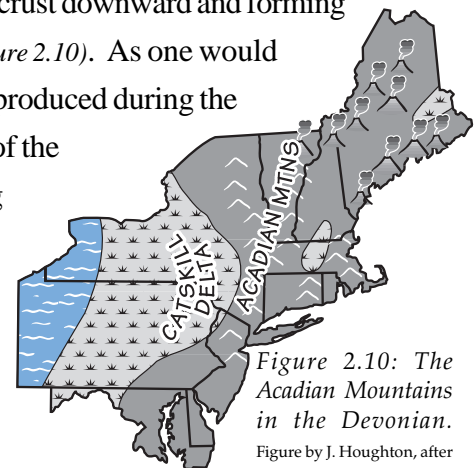 crust downward and forming
ure 2.10). As one would
produced during the
of the
CATSKILL
DELTA
ACADIAN MTNS
Figure 2.10: The
Acadian Mountains
in the Devonian.
Figure by J. Houghton, after